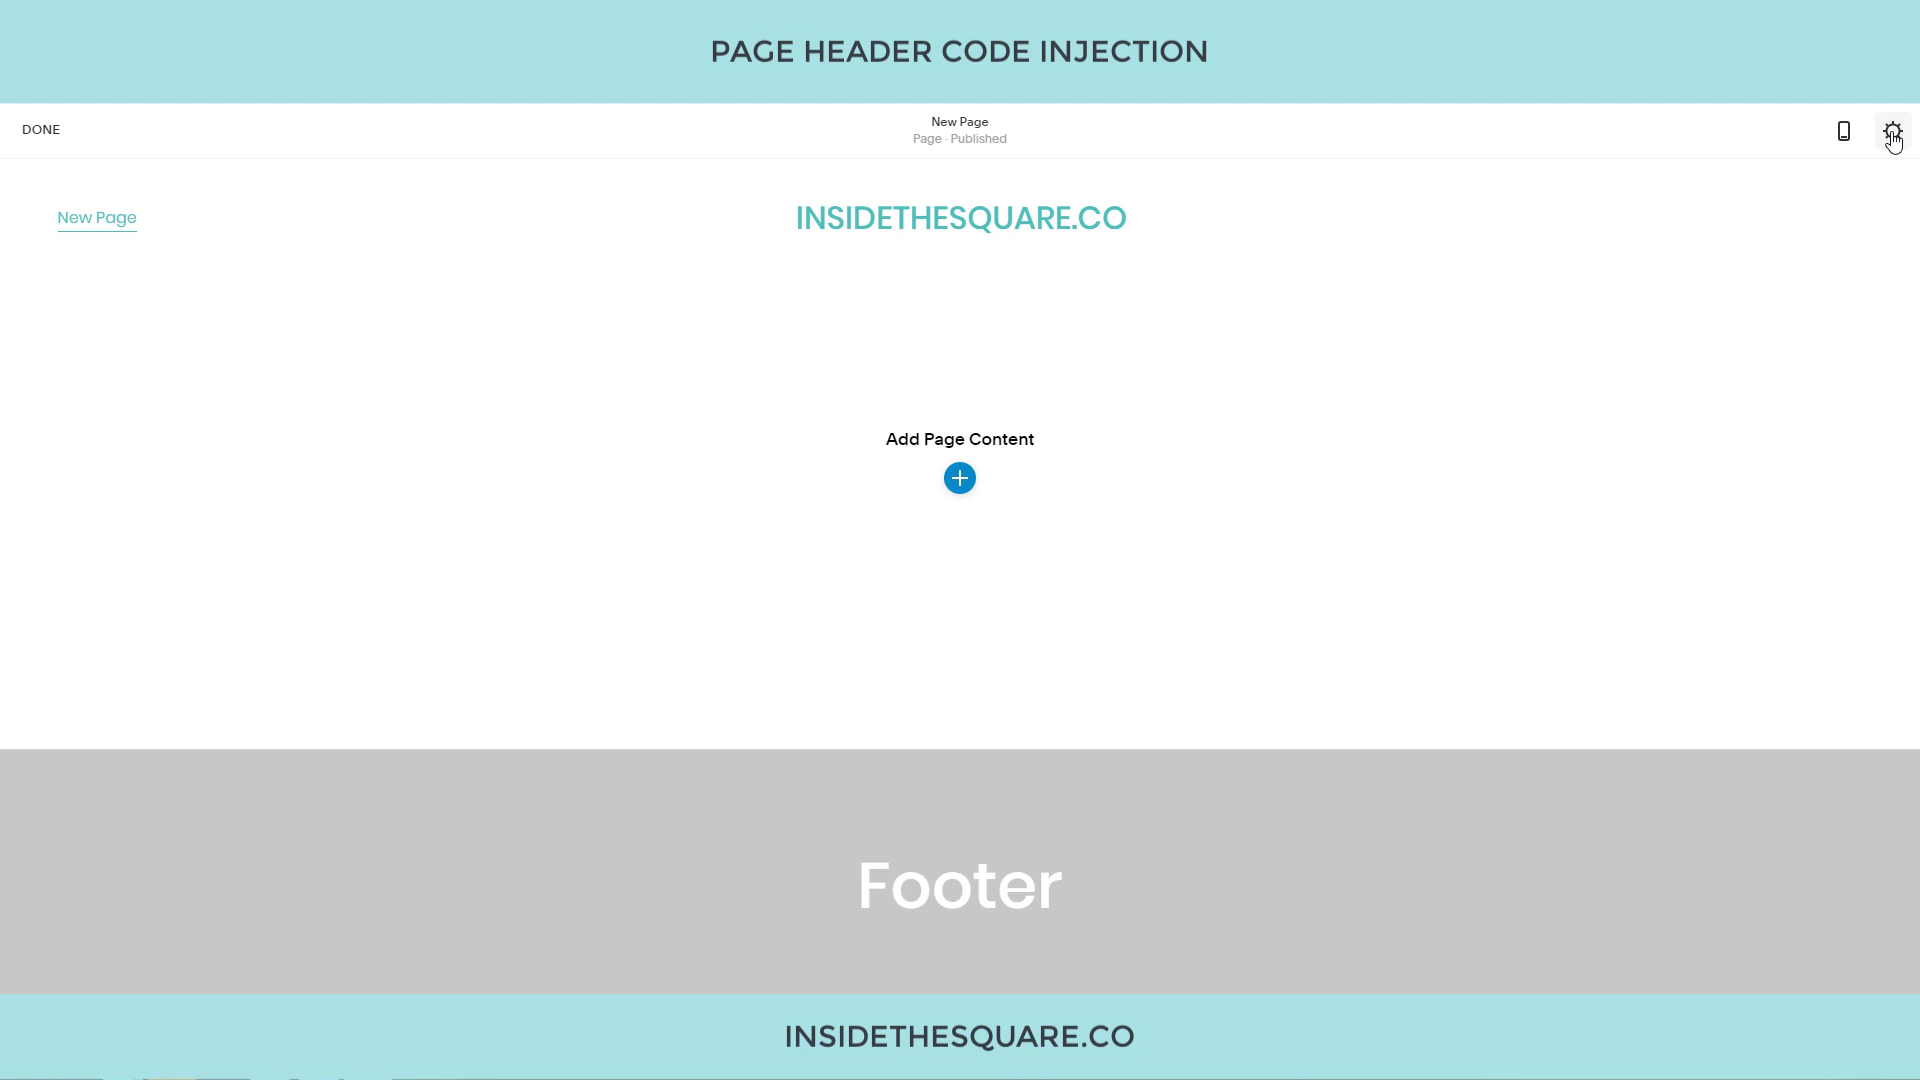 PAGE HEADER CODE INJECTION
DONE
New Page
Page · Published
New Page
INSIDETHESQUARE.CO
Add Page Content
Footer
INSIDETHESQUARE.CO